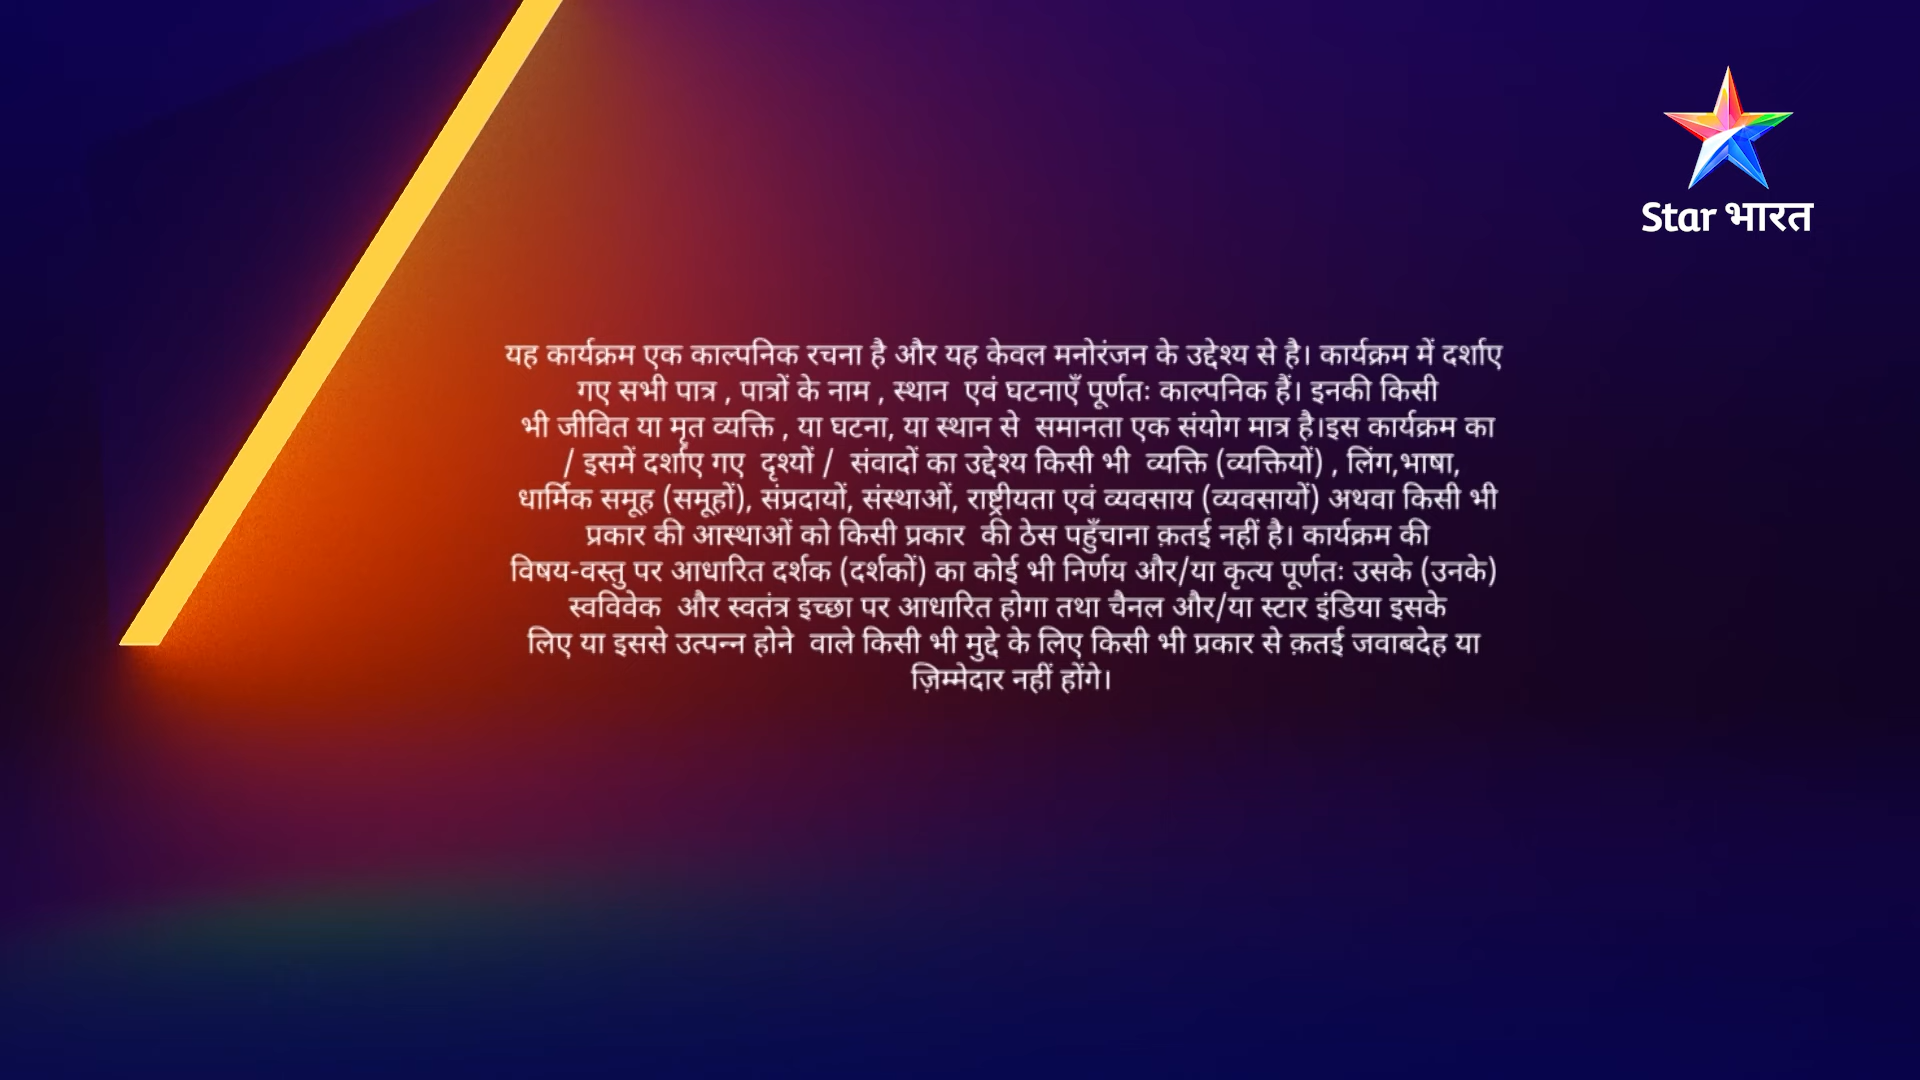 Star भारत
यह कार्यक्रम एक काल्पनिक रचना है और यह केवल मनोरंजन के उद्देश्य से है। कार्यक्रम में दर्शाए
गए सभी पात्र , पात्रों के नाम , स्थान  एवं घटनाएँ पूर्णतः काल्पनिक हैं। इनकी किसी
भी जीवित या मृत व्यक्ति , या घटना, या स्थान से  समानता एक संयोग मात्र है।इस कार्यक्रम का
/ इसमें दर्शाए गए  दृश्यों /  संवादों का उद्देश्य किसी भी  व्यक्ति (व्यक्तियों) , लिंग,भाषा,
धार्मिक समूह (समूहों), संप्रदायों, संस्थाओं, राष्ट्रीयता एवं व्यवसाय (व्यवसायों) अथवा किसी भी
प्रकार की आस्थाओं को किसी प्रकार  की ठेस पहुँचाना क़तई नहीं है। कार्यक्रम की
विषय-वस्तु पर आधारित दर्शक (दर्शकों) का कोई भी निर्णय और/या कृत्य पूर्णतः उसके (उनके)
स्वविवेक  और स्वतंत्र इच्छा पर आधारित होगा तथा चैनल और/या स्टार इंडिया इसके
लिए या इससे उत्पन्न होने  वाले किसी भी मुद्दे के लिए किसी भी प्रकार से क़तई जवाबदेह या
ज़िम्मेदार नहीं होंगे।